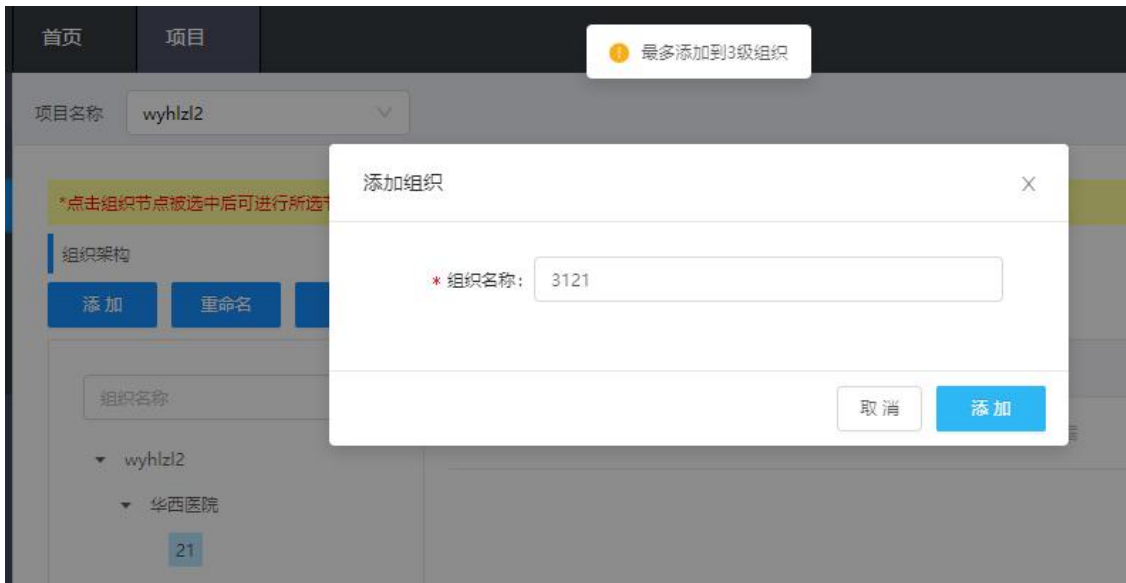 首页 项目
最多添加到3级组织
项目名称 wyhlzl2
添加组织
*点击组织节点被选中后可进行所选
组织架构
* 组织名称: 3121
添 加 重命名
组织名称
取 消 添 加
wyhlzl2
华西医院
21